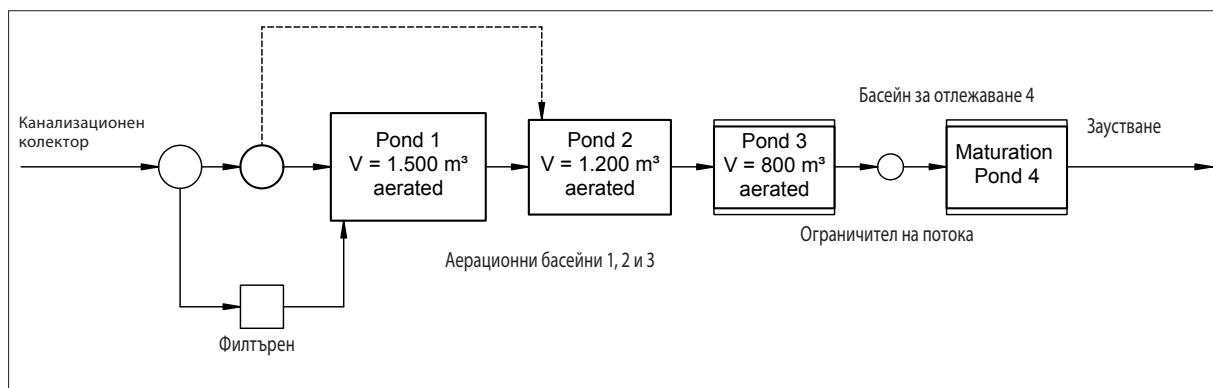 Канализационен
колектор
Pond 1
V = 1.500 m³
aerated
Pond 2
V = 1.200 m³
aerated
Pond 3
V = 800 m³
aerated
Басейн за отлежаване 4
Maturation
Pond 4
Заустване
Ограничител на потока
Аерационни басейни 1, 2 и 3
Филтърен